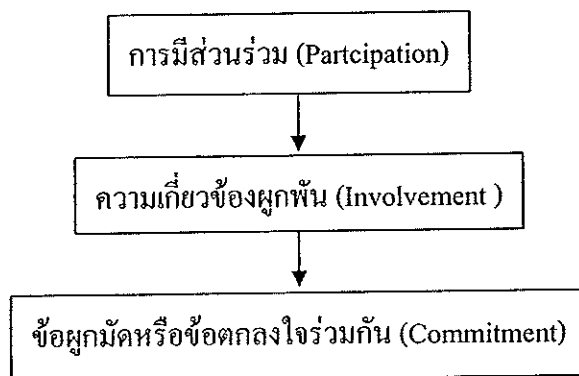 การมีส่วนร่วม (Partcipation)
ความเกี่ยวข้องผูกพัน (Involvement )
ข้อผูกมัดหรือข้อตกลงใจร่วมกัน (Commitment)